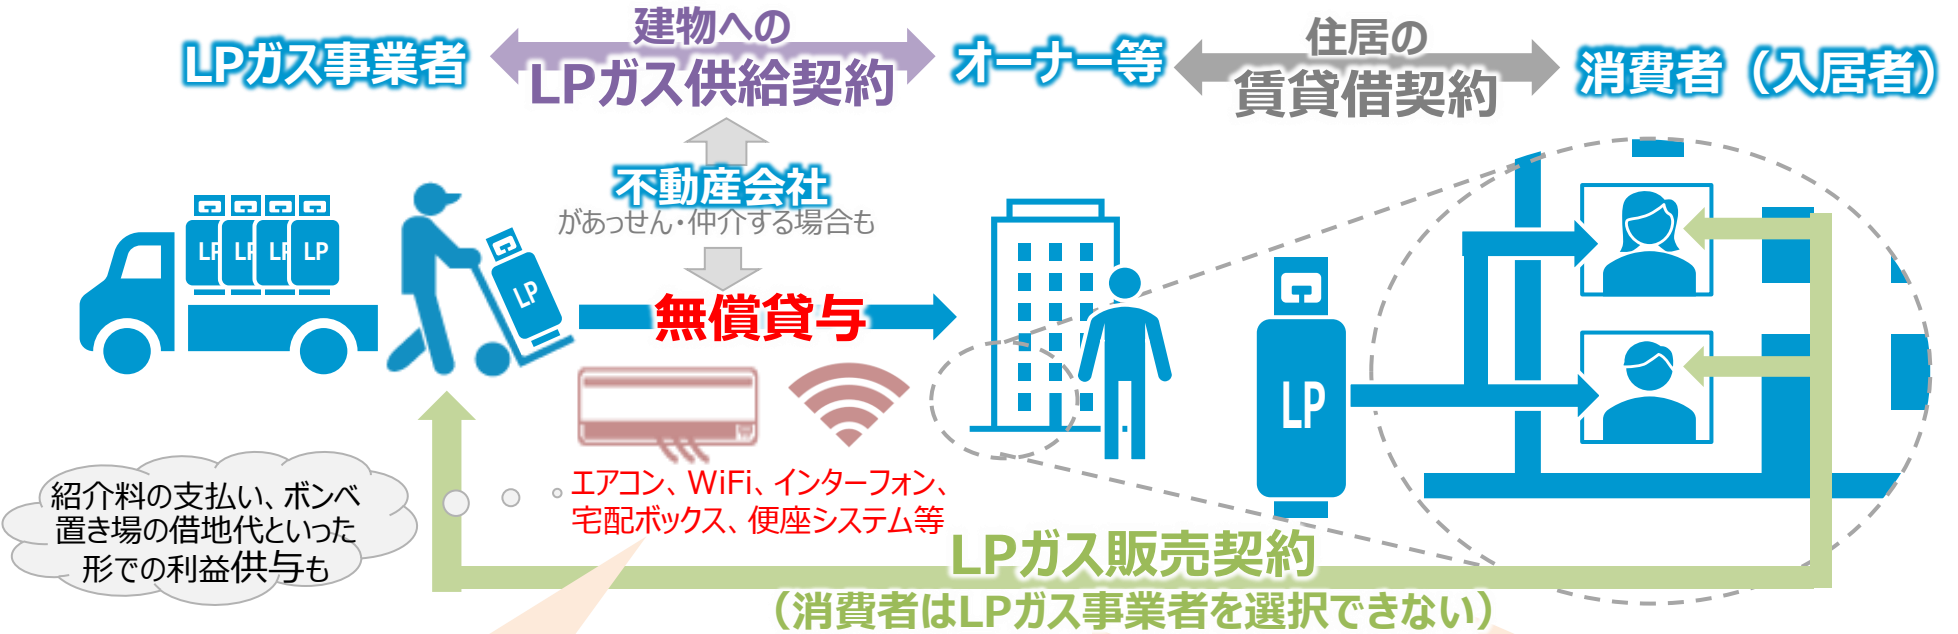 建物への
LPガス供給契約
LPガス事業者
オーナー等
住居の
賃貸借契約
消費者（入居者）
不動産会社
があっせん・仲介する場合も
LP
LP
LP
LP
LP
無償貸与
LP
エアコン、WiFi、インターフォン、
宅配ボックス、便座システム等
紹介料の支払い、ボンベ
置き場の借地代といった
形での利益供与も
LPガス販売契約
（消費者はLPガス事業者を選択できない）